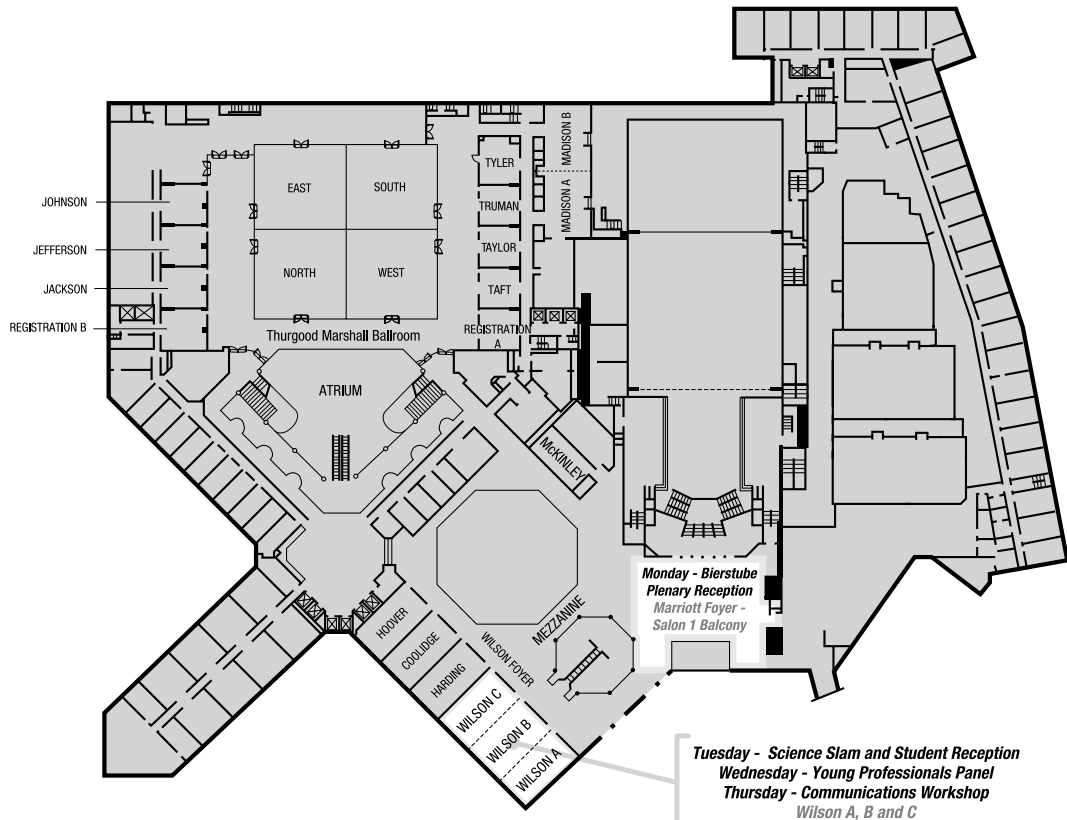 MADISON B
TYLER
EAST
SOUTH
JOHNSON
TRUMAN
MADISON A
JEFFERSON
TAYLOR
NORTH
WEST
JACKSON
TAFT
REGISTRATION B
Thurgood Marshall Ballroom
REGISTRATION
A
ATRIUM
McKINLEY
Monday - Bierstube
Plenary Reception
Marriott Foyer -
Salon 1 Balcony
MEZZANINE
HOOVER
COOLIDGE
WILSON FOYER
HARDING
WILSON C
WILSON B
WILSON A
Tuesday - Science Slam and Student Reception
Wednesday - Young Professionals Panel
Thursday - Communications Workshop
Wilson A, B and C